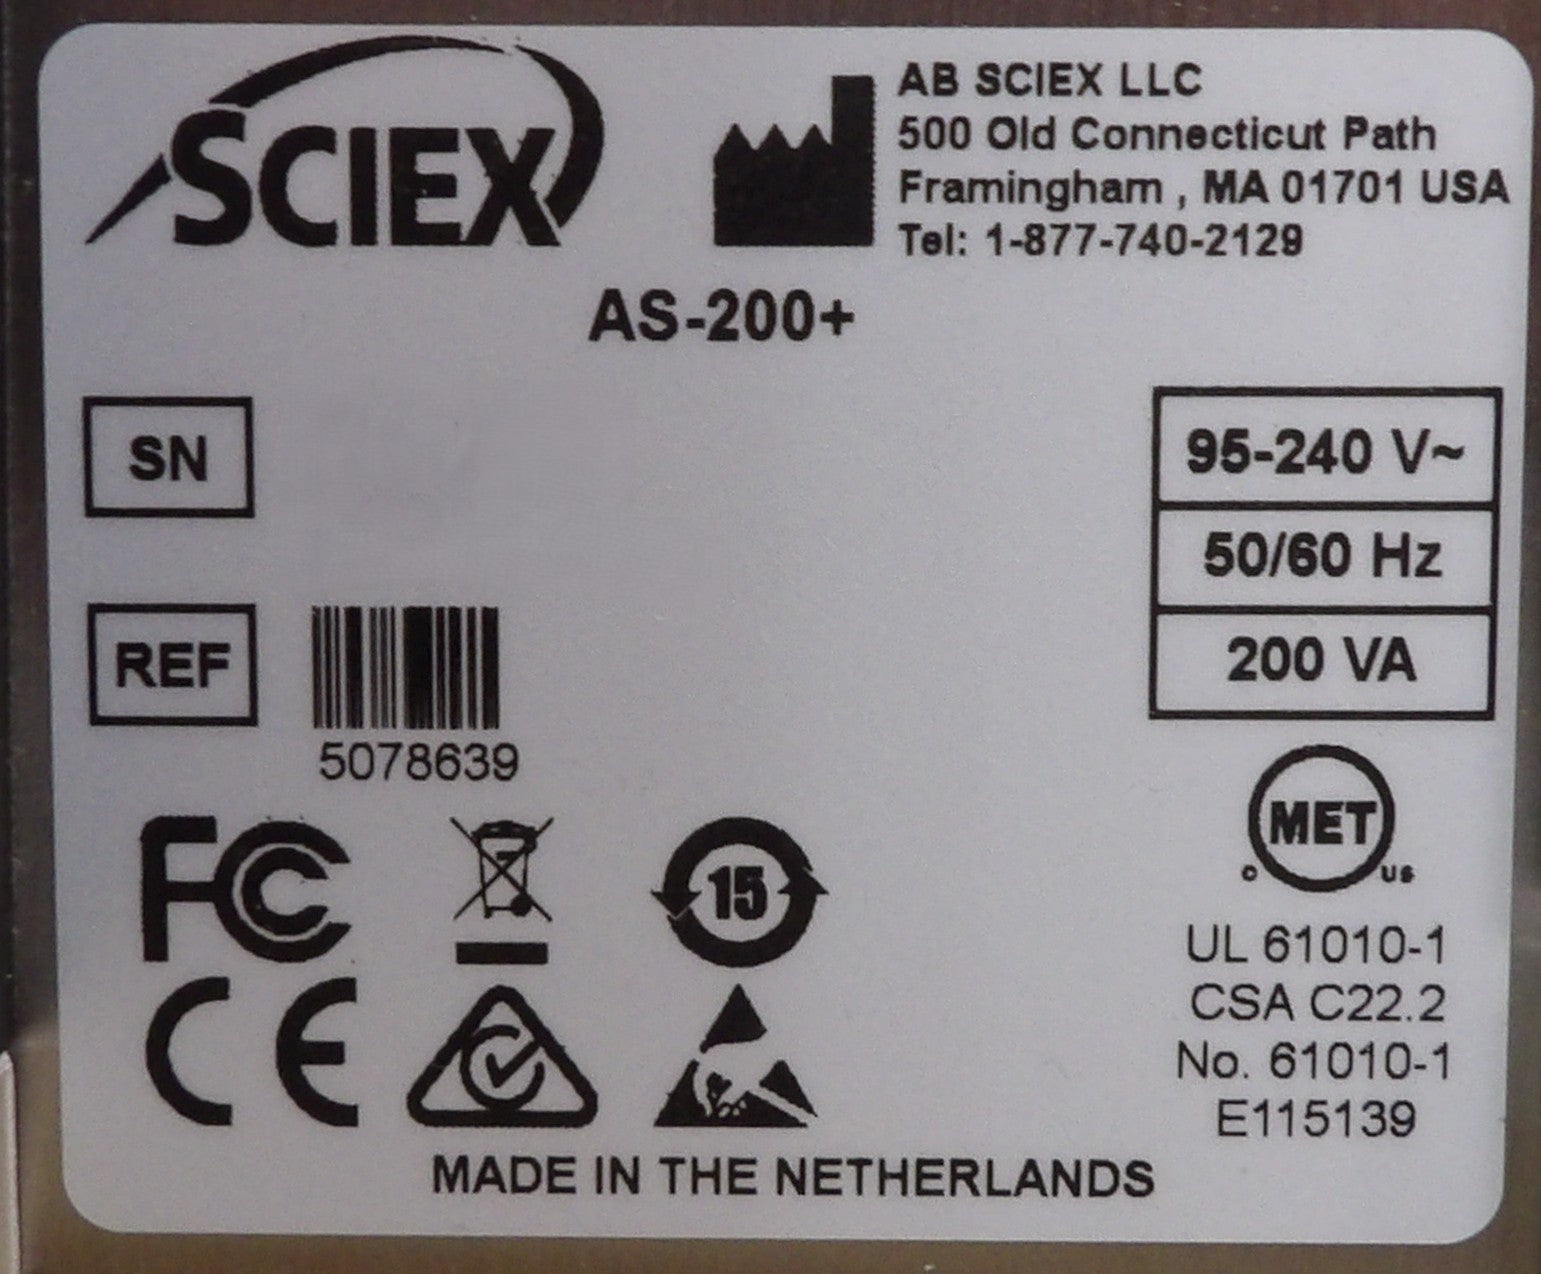 SCIEX
AB SCIEX LLC
500 Old Connecticut Path
Framingham , MA 01701 USA
Tel: 1-877-740-2129
AS-200+
SN
95-240 V~
50/60 Hz
200 VA
REF
5078639
FC
15
MET
c us
UL 61010-1
CSA C22.2
No. 61010-1
E115139
CE
MADE IN THE NETHERLANDS